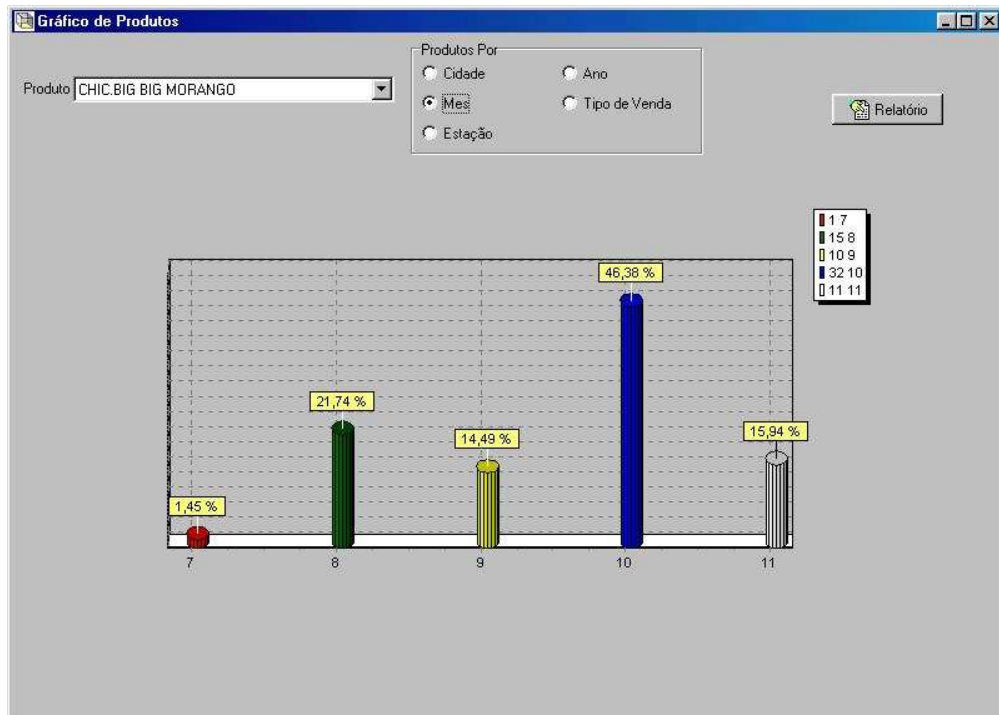 Gráfico de Produtos
Produto CHIC.BIG BIG MORANGO
Produtos Por
Cidade
Ano
Mes
Tipo de Venda
Estação
Relatório
1 7
15 8
10 9
32 10
11 11
46,38 %
21,74 %
14,49 %
15,94 %
1,45 %
7 8 9 10 11